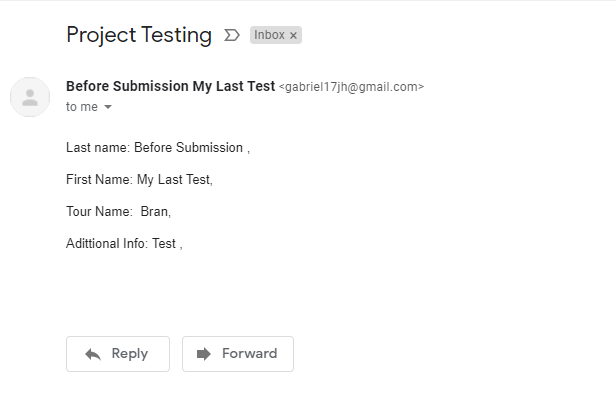 Project Testing Inbox x
Before Submission My Last Test <gabriel17jh@gmail.com>
to me
Last name: Before Submission ,
First Name: My Last Test,
Tour Name:  Bran,
Adittional Info: Test ,
Reply Forward